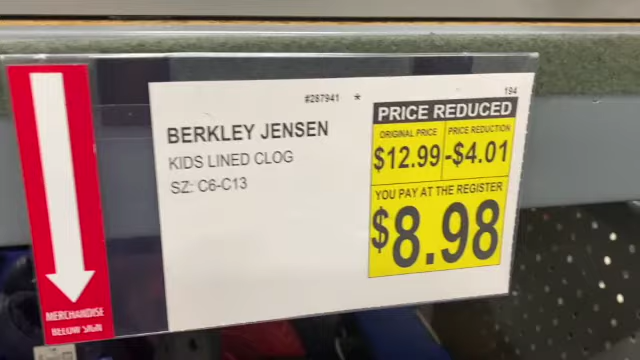 #287941 *
194
BERKLEY JENSEN
KIDS LINED CLOG
SZ: C6-C13
PRICE REDUCED
ORIGINAL PRICE
$12.99
PRICE REDUCTION
-$4.01
YOU PAY AT THE REGISTER
$8.98
MERCHANDISE
BELOW SIGN